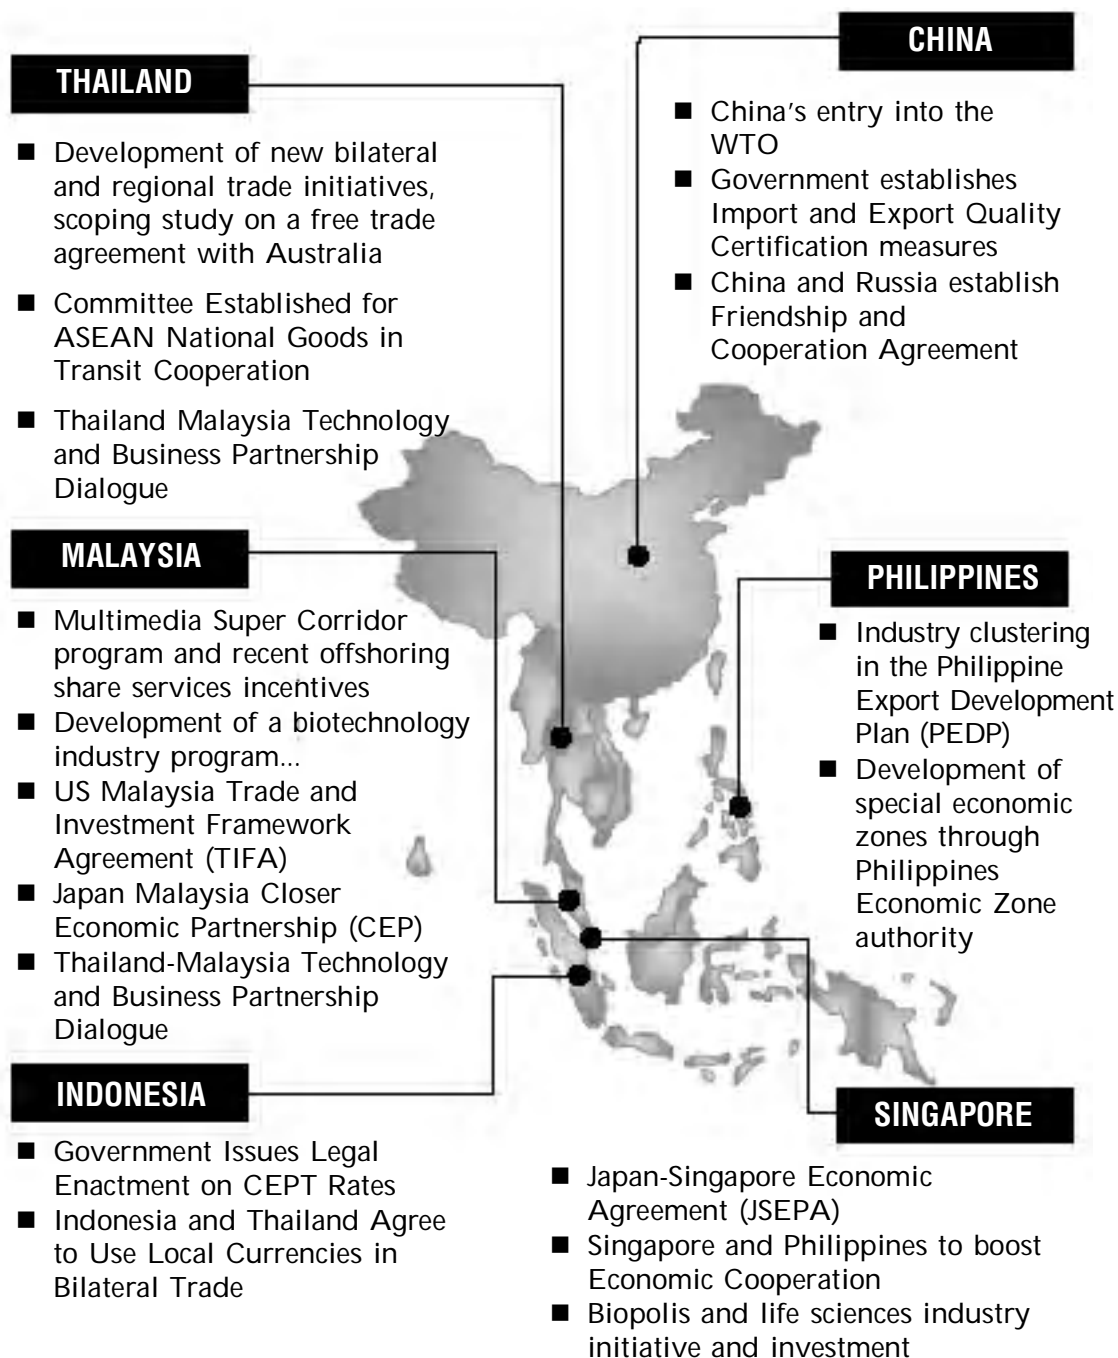 THAILAND
■ Development of new bilateral
and regional trade initiatives,
scoping study on a free trade
agreement with Australia
■ Committee Established for
ASEAN National Goods in
Transit Cooperation
■ Thailand Malaysia Technology
and Business Partnership
Dialogue
CHINA
■ China's entry into the
WTO
■ Government establishes
Import and Export Quality
Certification measures
■ China and Russia establish
Friendship and
Cooperation Agreement
MALAYSIA
■ Multimedia Super Corridor
program and recent offshoring
share services incentives
■ Development of a biotechnology
industry program...
■ US Malaysia Trade and
Investment Framework
Agreement (TIFA)
■ Japan Malaysia Closer
Economic Partnership (CEP)
■ Thailand-Malaysia Technology
and Business Partnership
Dialogue
PHILIPPINES
■ Industry clustering
in the Philippine
Export Development
Plan (PEDP)
■ Development of
special economic
zones through
Philippines
Economic Zone
authority
INDONESIA
■ Government Issues Legal
Enactment on CEPT Rates
■ Indonesia and Thailand Agree
to Use Local Currencies in
Bilateral Trade
SINGAPORE
■ Japan-Singapore Economic
Agreement (JSEPA)
■ Singapore and Philippines to boost
Economic Cooperation
■ Biopolis and life sciences industry
initiative and investment